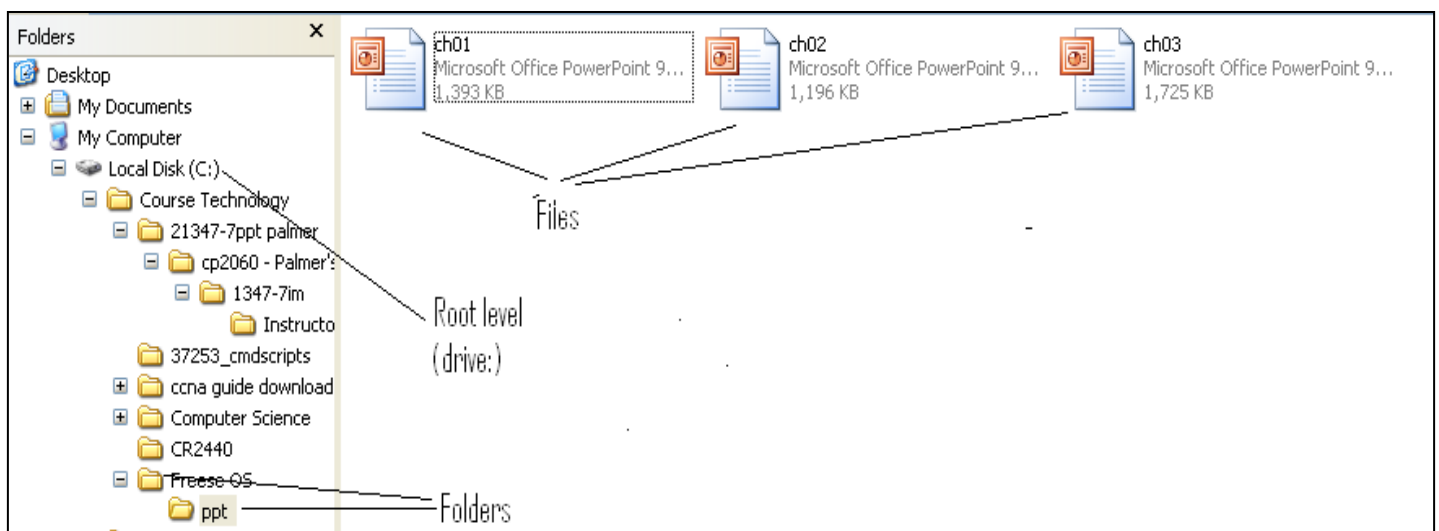 Folders
Desktop
My Documents
My Computer
Local Disk (C:)
Course Technology
21347-7ppt palmer
cp2060 - Palmer's
1347-7im
Instructo
37253_cmdscripts
ccna guide download
Computer Science
CR2440
Freese OS
ppt
ch01
Microsoft Office PowerPoint 9...
1,393 KB
ch02
Microsoft Office PowerPoint 9...
1,196 KB
ch03
Microsoft Office PowerPoint 9...
1,725 KB
Files
Root level
(drive:)
Folders